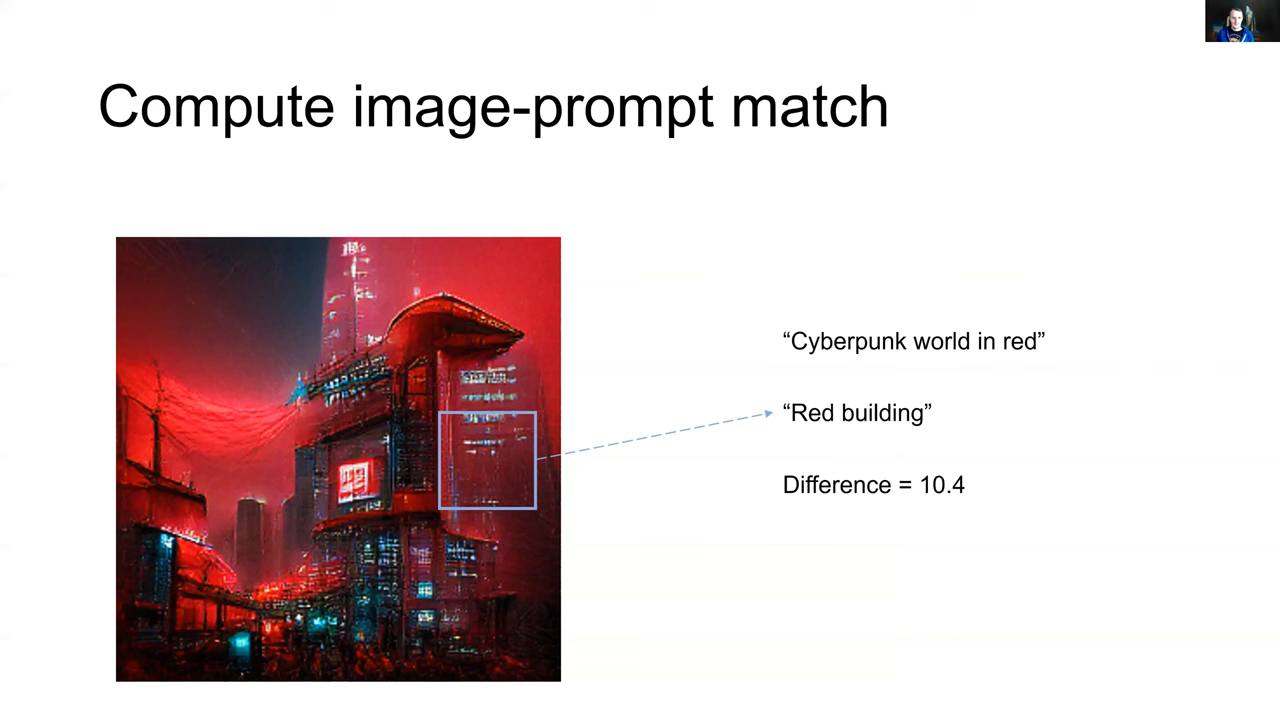 Compute image-prompt match
“Cyberpunk world in red”
“Red building”
Difference = 10.4